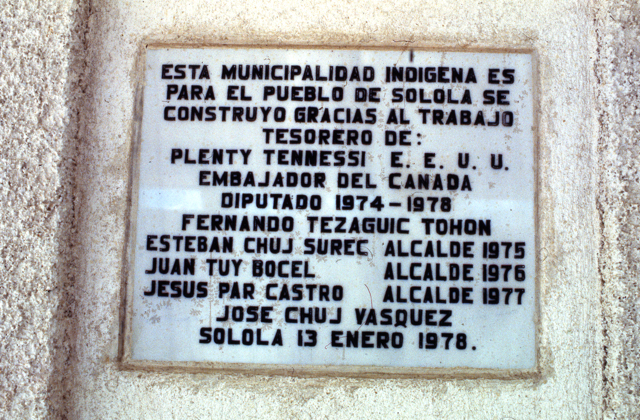 ESTA MUNICIPALIDAD INDIGENA ES
PARA EL PUEBLO DE SOLOLA SE
CONSTRUYO GRACIAS AL TRABAJO
TESORERO DE:
PLENTY TENNESSI E. E. U. U.
EMBAJADOR DEL CANADA
DIPUTADO 1974-1978
FERNANDO TEZAGUIC TOHON
ESTEBAN CHUJ SUREC ALCALDE 1975
JUAN TUY BOCEL ALCALDE 1976
JESUS PAR CASTRO ALCALDE 1977
JOSE CHUJ VASQUEZ
SOLOLA 13 ENERO 1978.